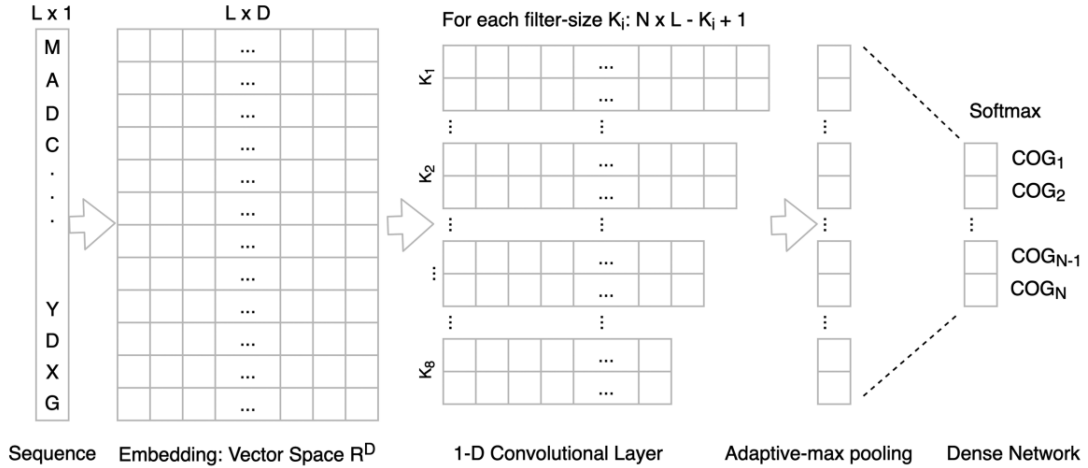 L x 1
L x D
For each filter-size Ki: N x L - Ki + 1
M
A
D
C
.
.
.
Y
D
X
G
...
...
...
...
...
...
...
...
...
...
...
...
K1
...
...
...
...
K2
...
...
...
...
...
...
...
...
...
K8
...
...
...
...
...
...
Softmax
COG1
COG2
...
COGN-1
COGN
Sequence
Embedding: Vector Space RD
1-D Convolutional Layer
Adaptive-max pooling
Dense Network